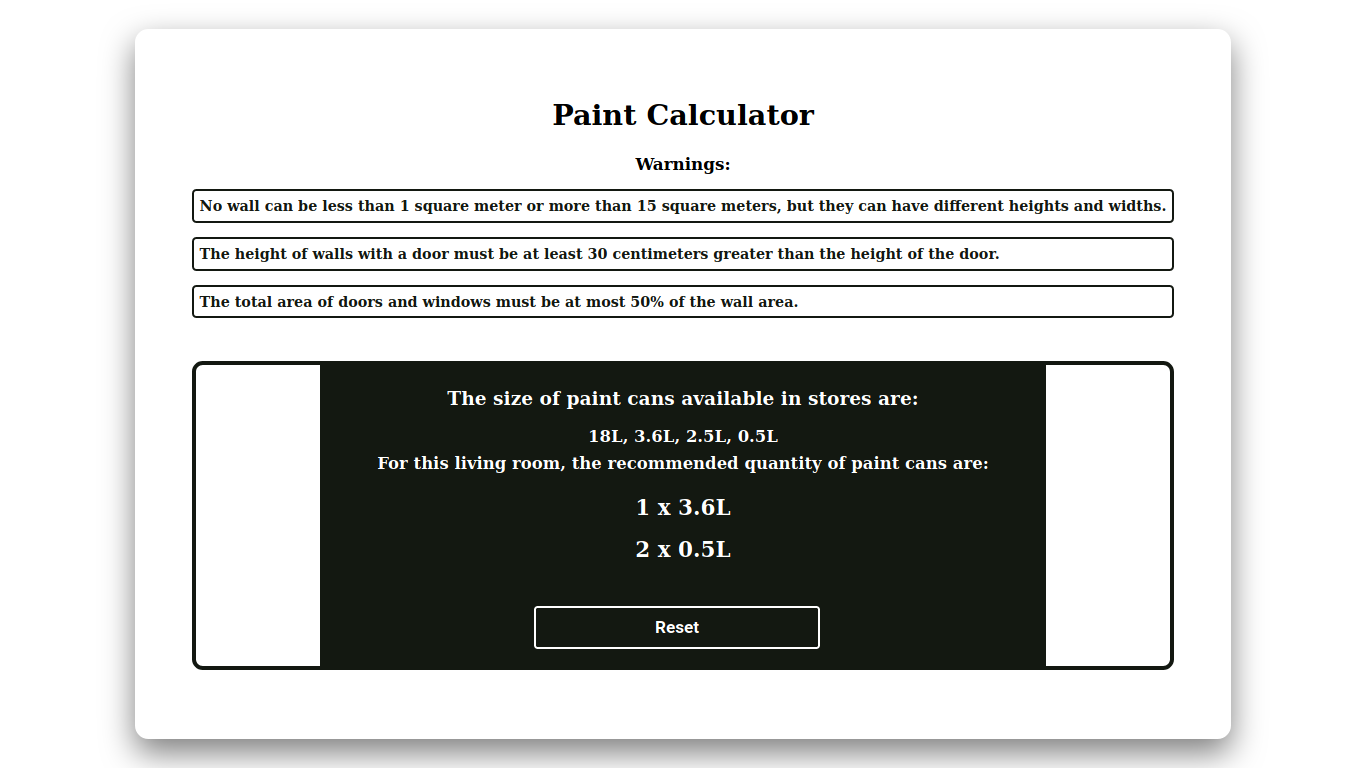 Paint Calculator
Warnings:
No wall can be less than 1 square meter or more than 15 square meters, but they can have different heights and widths.
The height of walls with a door must be at least 30 centimeters greater than the height of the door.
The total area of doors and windows must be at most 50% of the wall area.
The size of paint cans available in stores are:
18L, 3.6L, 2.5L, 0.5L
For this living room, the recommended quantity of paint cans are:
1 x 3.6L
2 x 0.5L
Reset